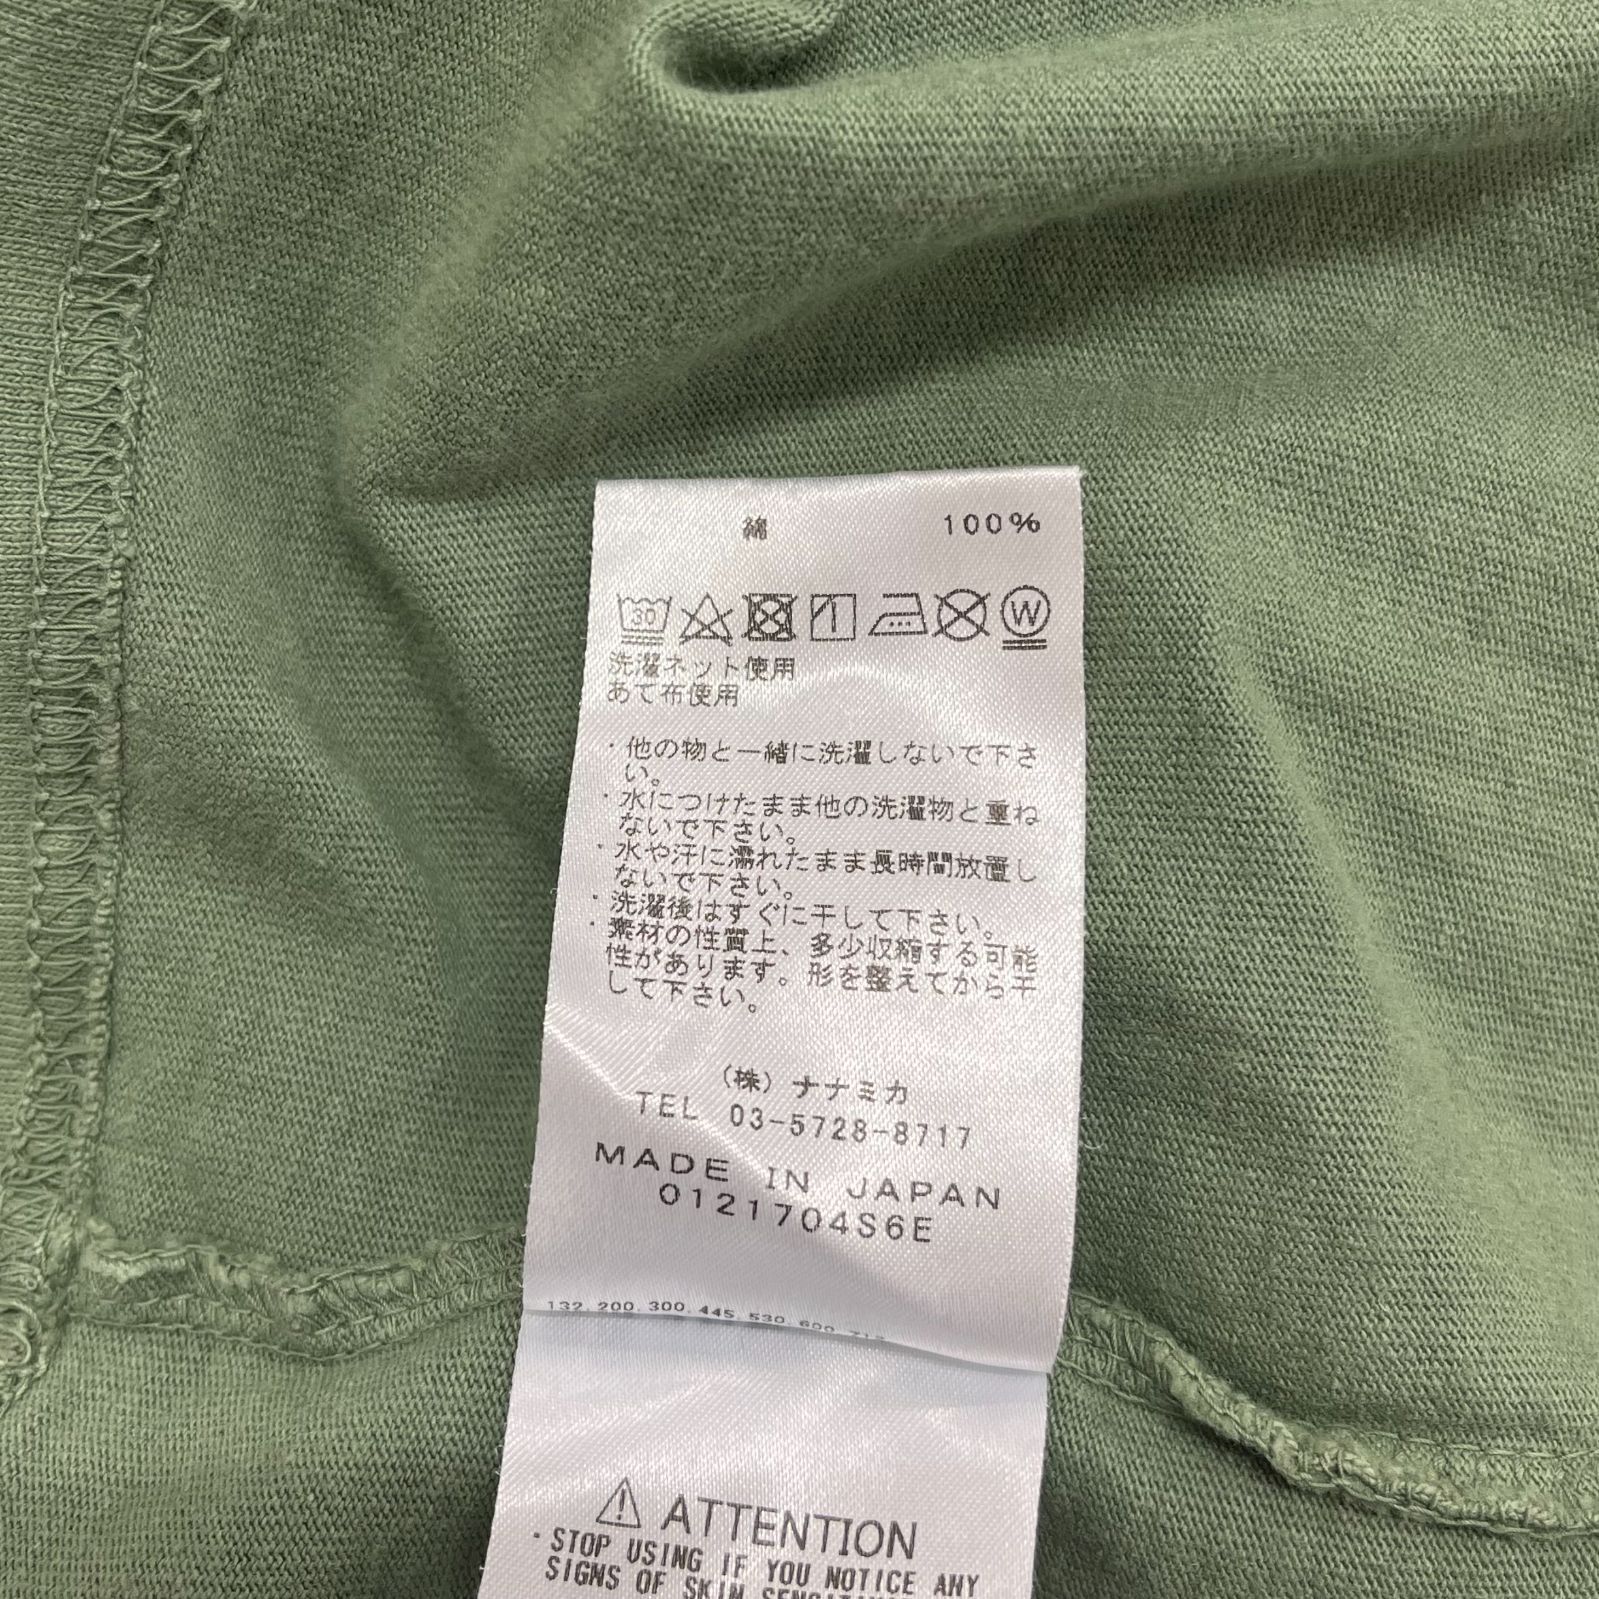 綿 100%
30 W
洗濯ネット使用
あて布使用
・他の物と一緒に洗濯しないで下さ
い。
・水につけたまま他の洗濯物と重ね
ないで下さい。
・水や汗に濡れたまま長時間放置し
ないで下さい。
・洗濯後はすぐに干して下さい。
・素材の性質上、多少収縮する可能
性があります。形を整えてから干
して下さい。
(株) ナナミカ
TEL 03-5728-8717
MADE IN JAPAN
0121704S6E
132.200.300.445.530.600.
⚠ ATTENTION
・STOP USING IF YOU NOTICE ANY
SIGNS OF SKIN